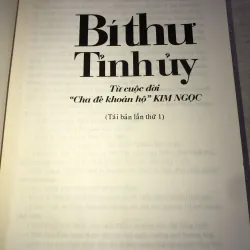 Bí thư
Tỉnh ủy
Từ cuộc đời
“Cha đẻ khoán hộ” KIM NGỌC
(Tái bản lần thứ 1)